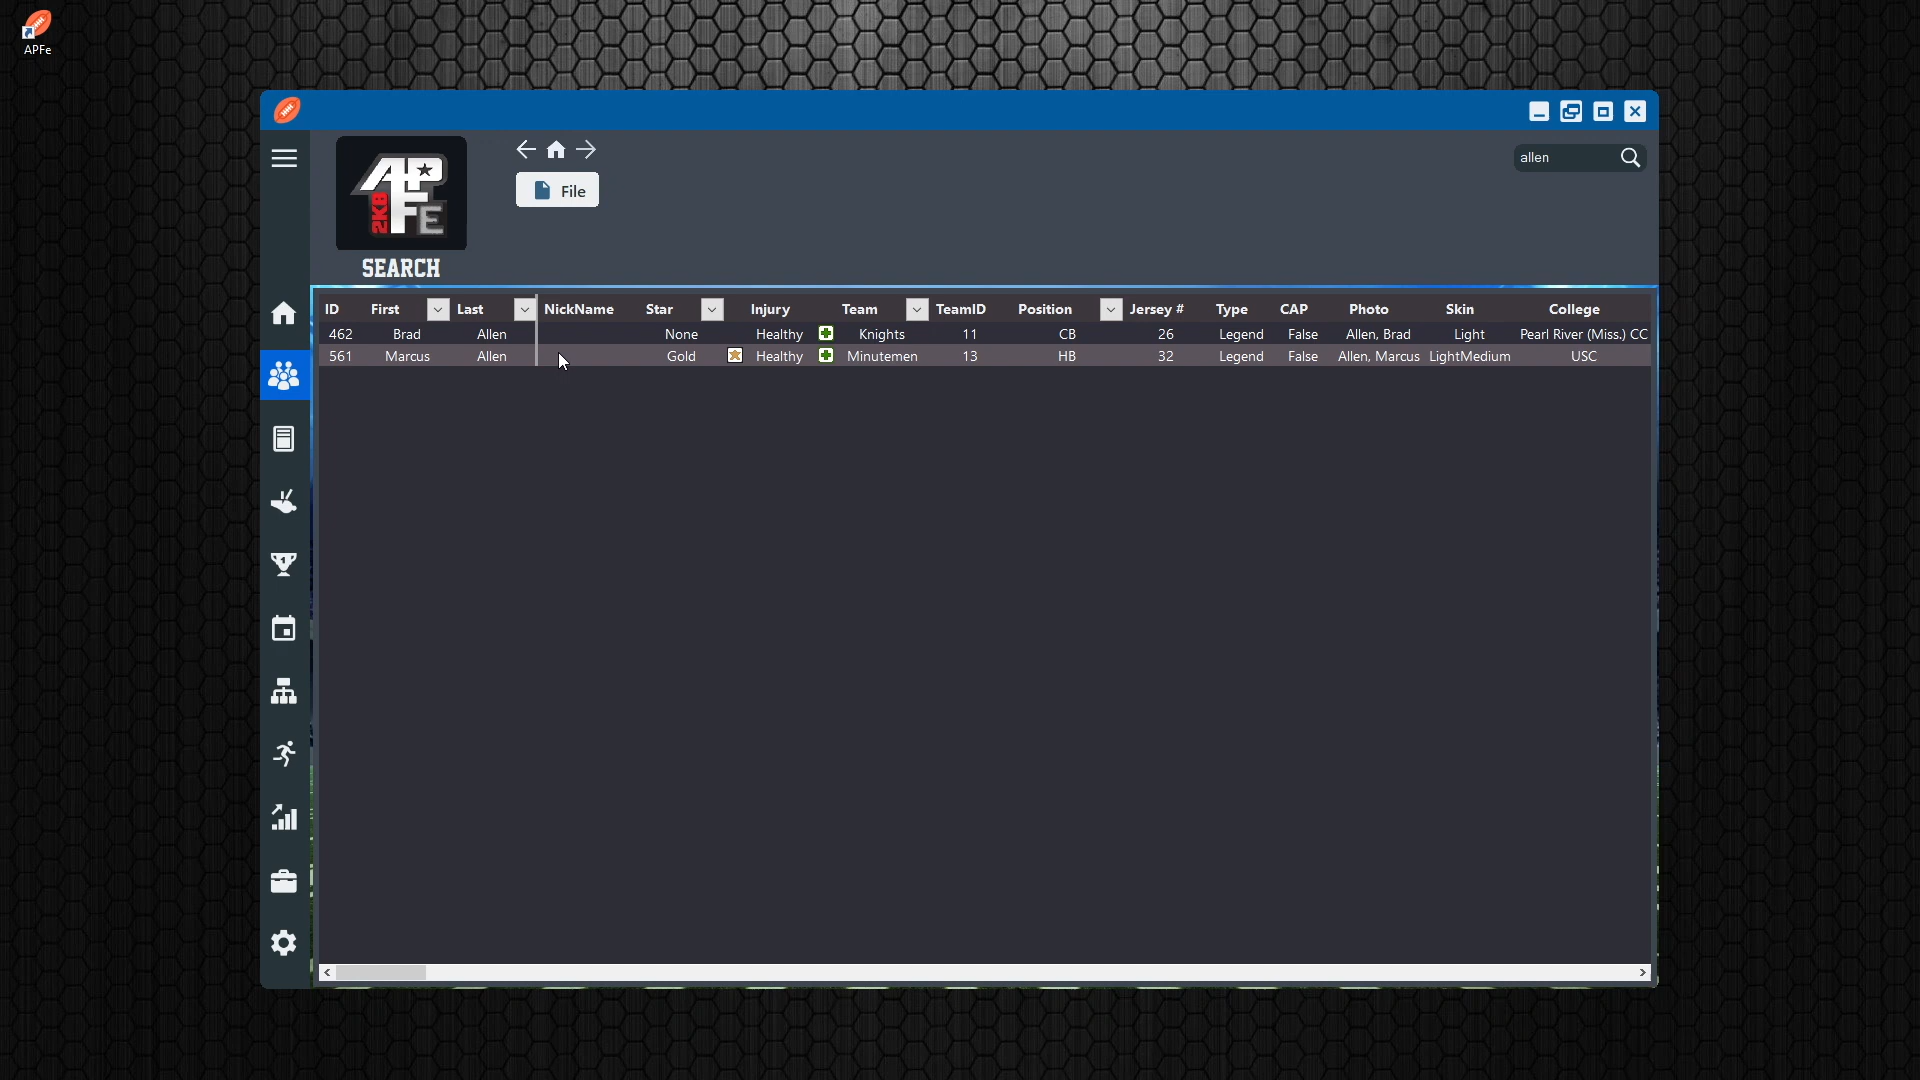 APFe
allen
File
APFE 2K8
SEARCH
ID First Last NickName Star Injury Team TeamID Position Jersey # Type CAP Photo Skin College
462 Brad Allen None Healthy Knights 11 CB 26 Legend False Allen, Brad Light Pearl River (Miss.) CC
561 Marcus Allen Gold Healthy Minutemen 13 HB 32 Legend False Allen, Marcus LightMedium USC